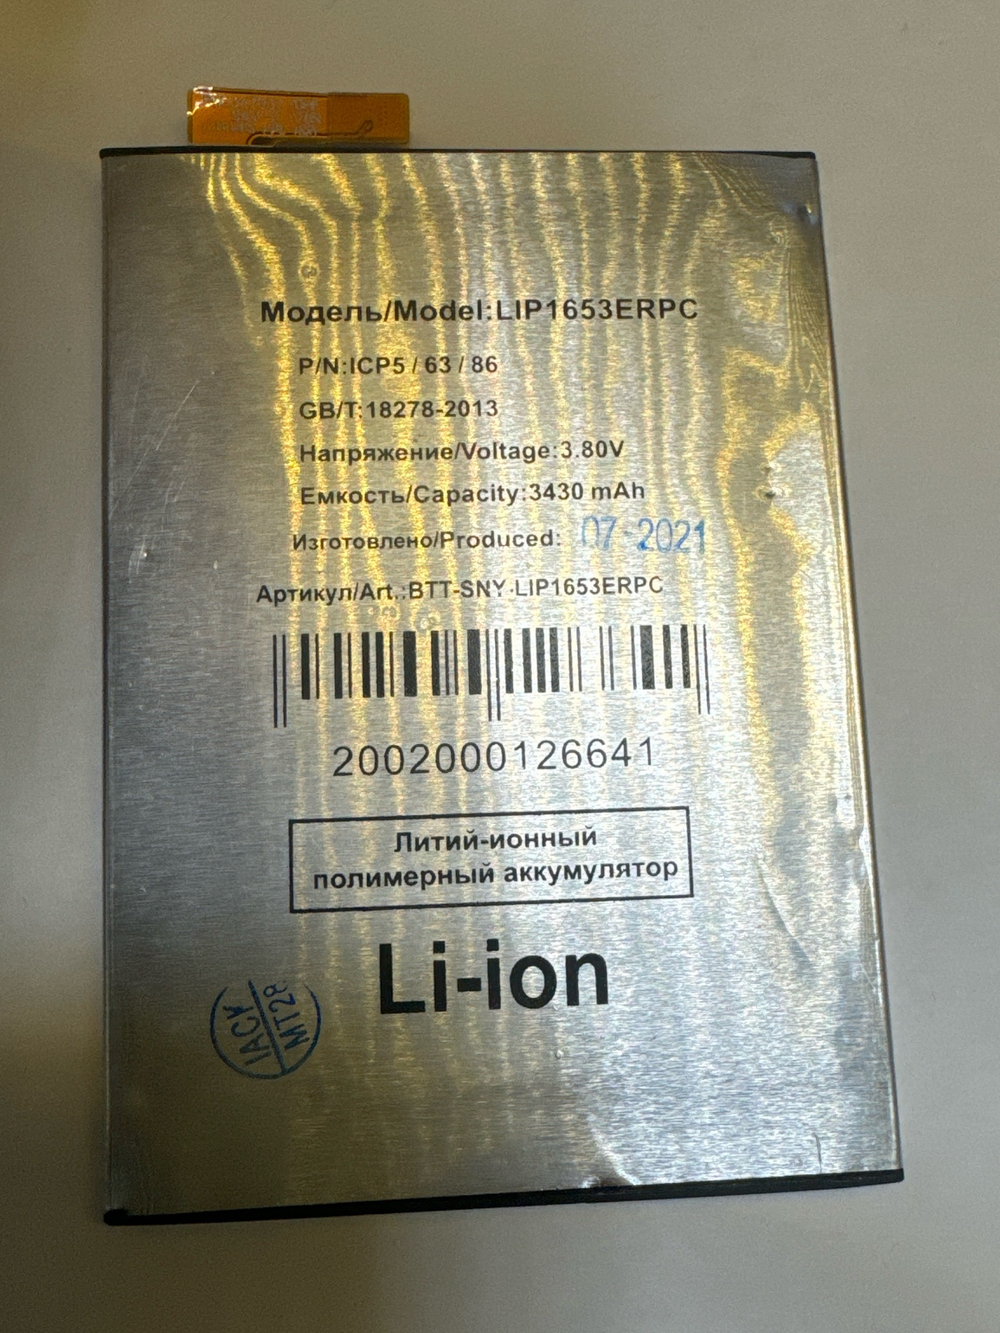 Модель/Model:LIP1653ERPC
P/N:ICP5 / 63 / 86
GB/T:18278-2013
Напряжение/Voltage:3.80V
Емкость/Capacity:3430 mAh
Изготовлено/Produced: 07-2021
Артикул/Art.:BTT-SNY-LIP1653ERPC
2002000126641
Литий-ионный
полимерный аккумулятор
Li-ion
IACK
MT28